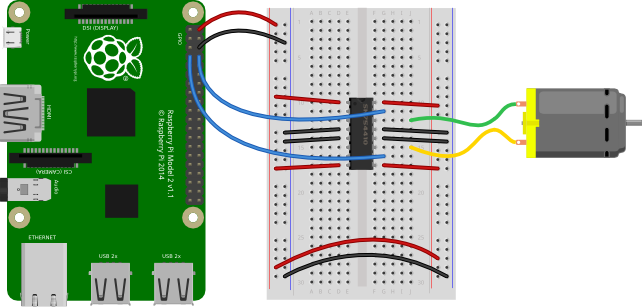 DSI (DISPLAY)
GPIO
Power
HDMI
Raspberry Pi Model 2 v1.1
© Raspberry Pi 2014
CSI (CAMERA)
Audio
ETHERNET
USB 2x
USB 2x